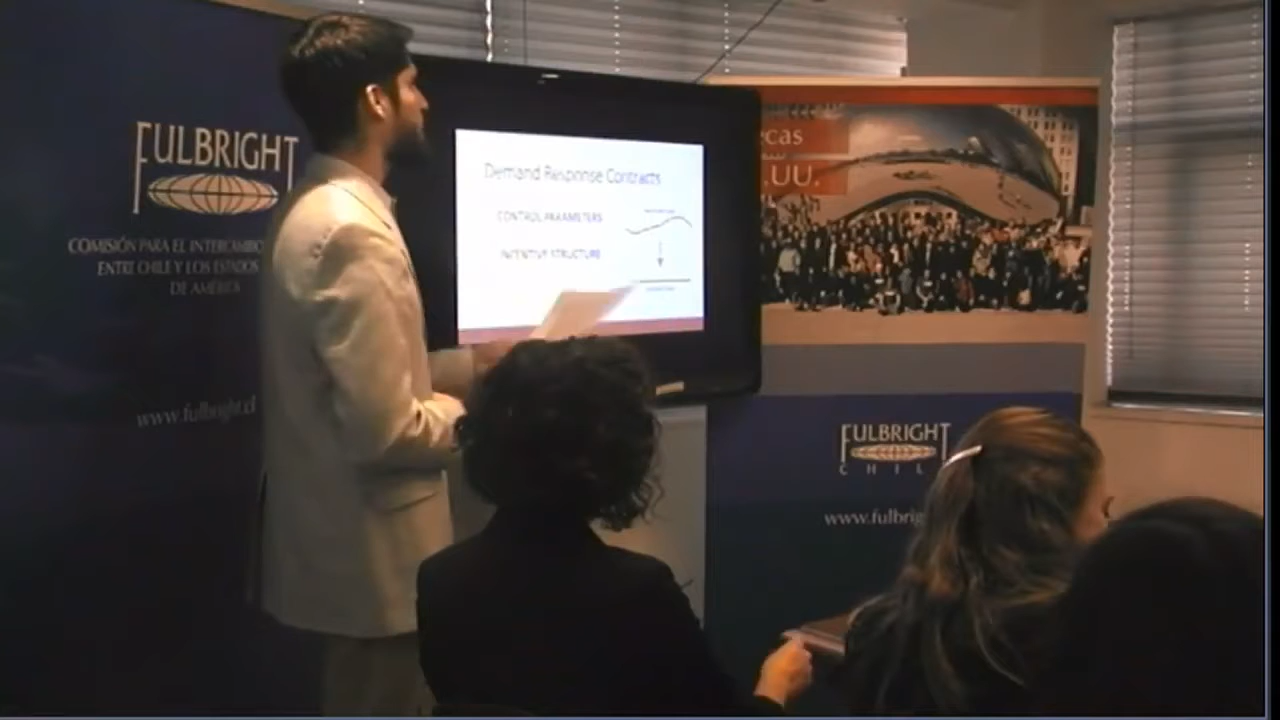 FULBRIGHT
COMISIÓN PARA EL INTERCAMBIO
ENTRE CHILE Y LOS ESTADOS
DE AMÉRICA
www.fulbright.cl
Demand Response Contracts
CONTROL PARAMETERS
INCENTIVE STRUCTURE
ecas
.UU.
FULBRIGHT
CHIL
www.fulbrig